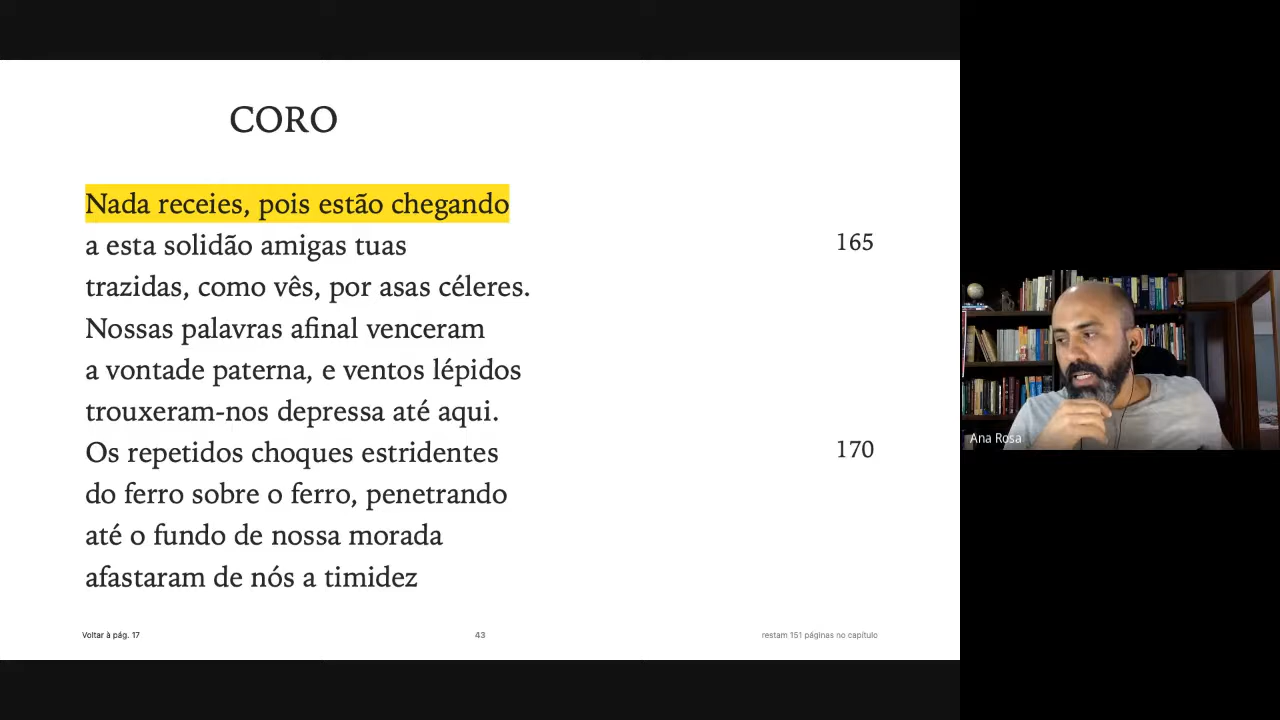 CORO
Nada receies, pois estão chegando
a esta solidão amigas tuas
165
trazidas, como vês, por asas céleres.
Nossas palavras afinal venceram
a vontade paterna, e ventos lépidos
trouxeram-nos depressa até aqui.
Os repetidos choques estridentes
170
do ferro sobre o ferro, penetrando
até o fundo de nossa morada
afastaram de nós a timidez
Voltar à pág. 17
43
restam 151 páginas no capítulo
Ana Rosa